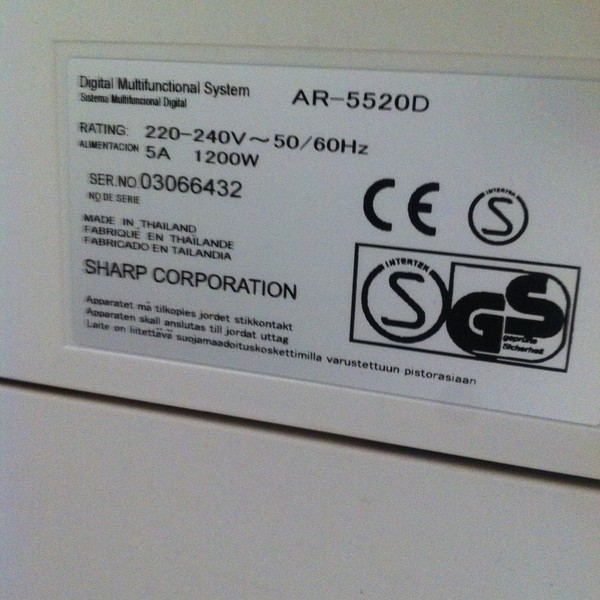 Digital Multifunctional System
AR-5520D
Sistema Multifuncional Digital
RATING: 220-240V~50/60Hz
ALIMENTACION 5A 1200W
SER.NO. 03066432
NO DE SERIE
MADE IN THAILAND
FABRIQUÉ EN THAÏLANDE
FABRICADO EN TAILANDIA
SHARP CORPORATION
Apparatet må tilkoples jordet stikkontakt
Apparaten skall anslutas till jordat uttag
Laite on liitettävä suojamaadoituskoskettimilla varustettuun pistorasiaan
CE
INTERTEK
S
INTERTEK
S
GS
geprüfte
Sicherheit